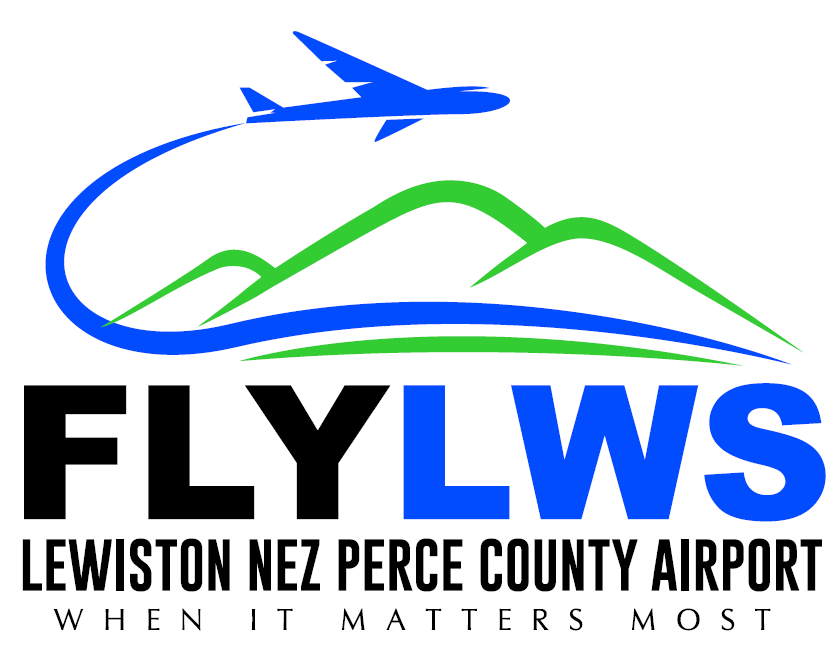 FLYLWS
LEWISTON NEZ PERCE COUNTY AIRPORT
WHEN IT MATTERS MOST